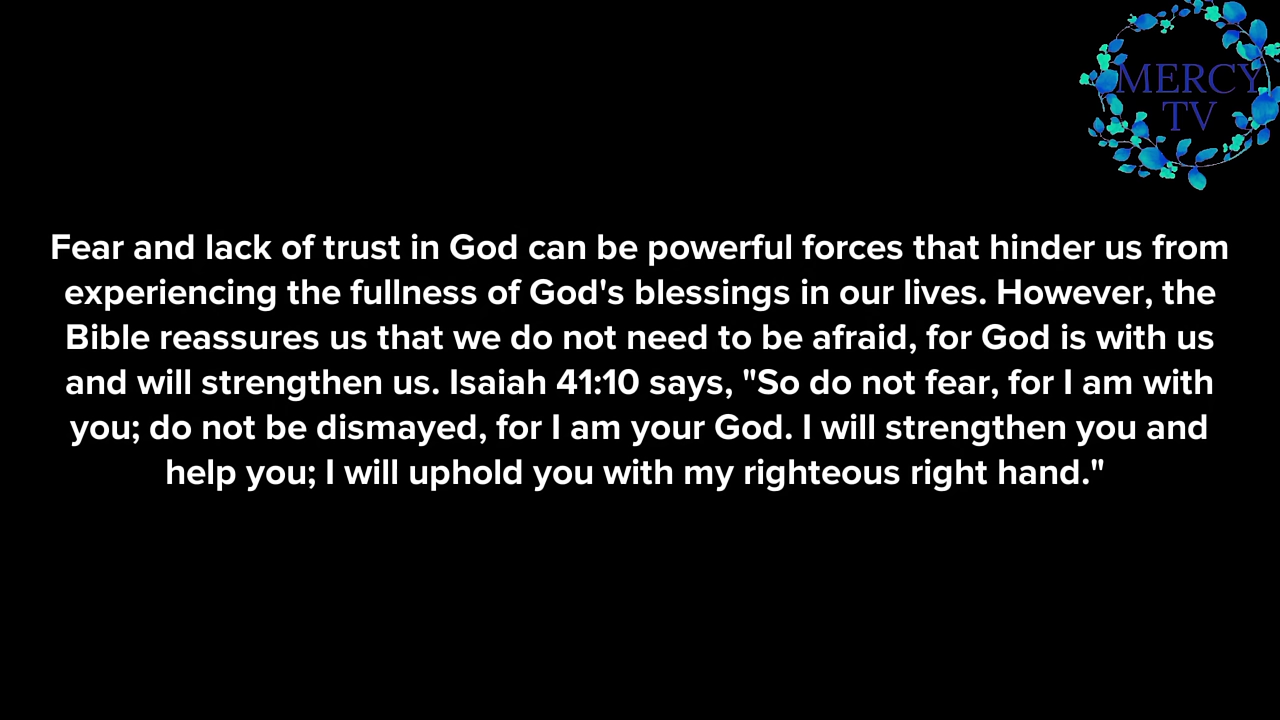 MERCY
TV
Fear and lack of trust in God can be powerful forces that hinder us from
experiencing the fullness of God's blessings in our lives. However, the
Bible reassures us that we do not need to be afraid, for God is with us
and will strengthen us. Isaiah 41:10 says, "So do not fear, for I am with
you; do not be dismayed, for I am your God. I will strengthen you and
help you; I will uphold you with my righteous right hand."